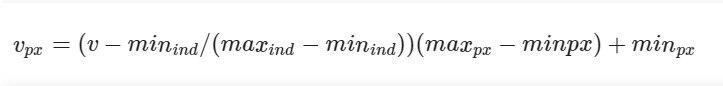 v_{px} = (v − min_{ind}/(max_{ind} − min_{ind}))(max_{px} − minpx) + min_{px}